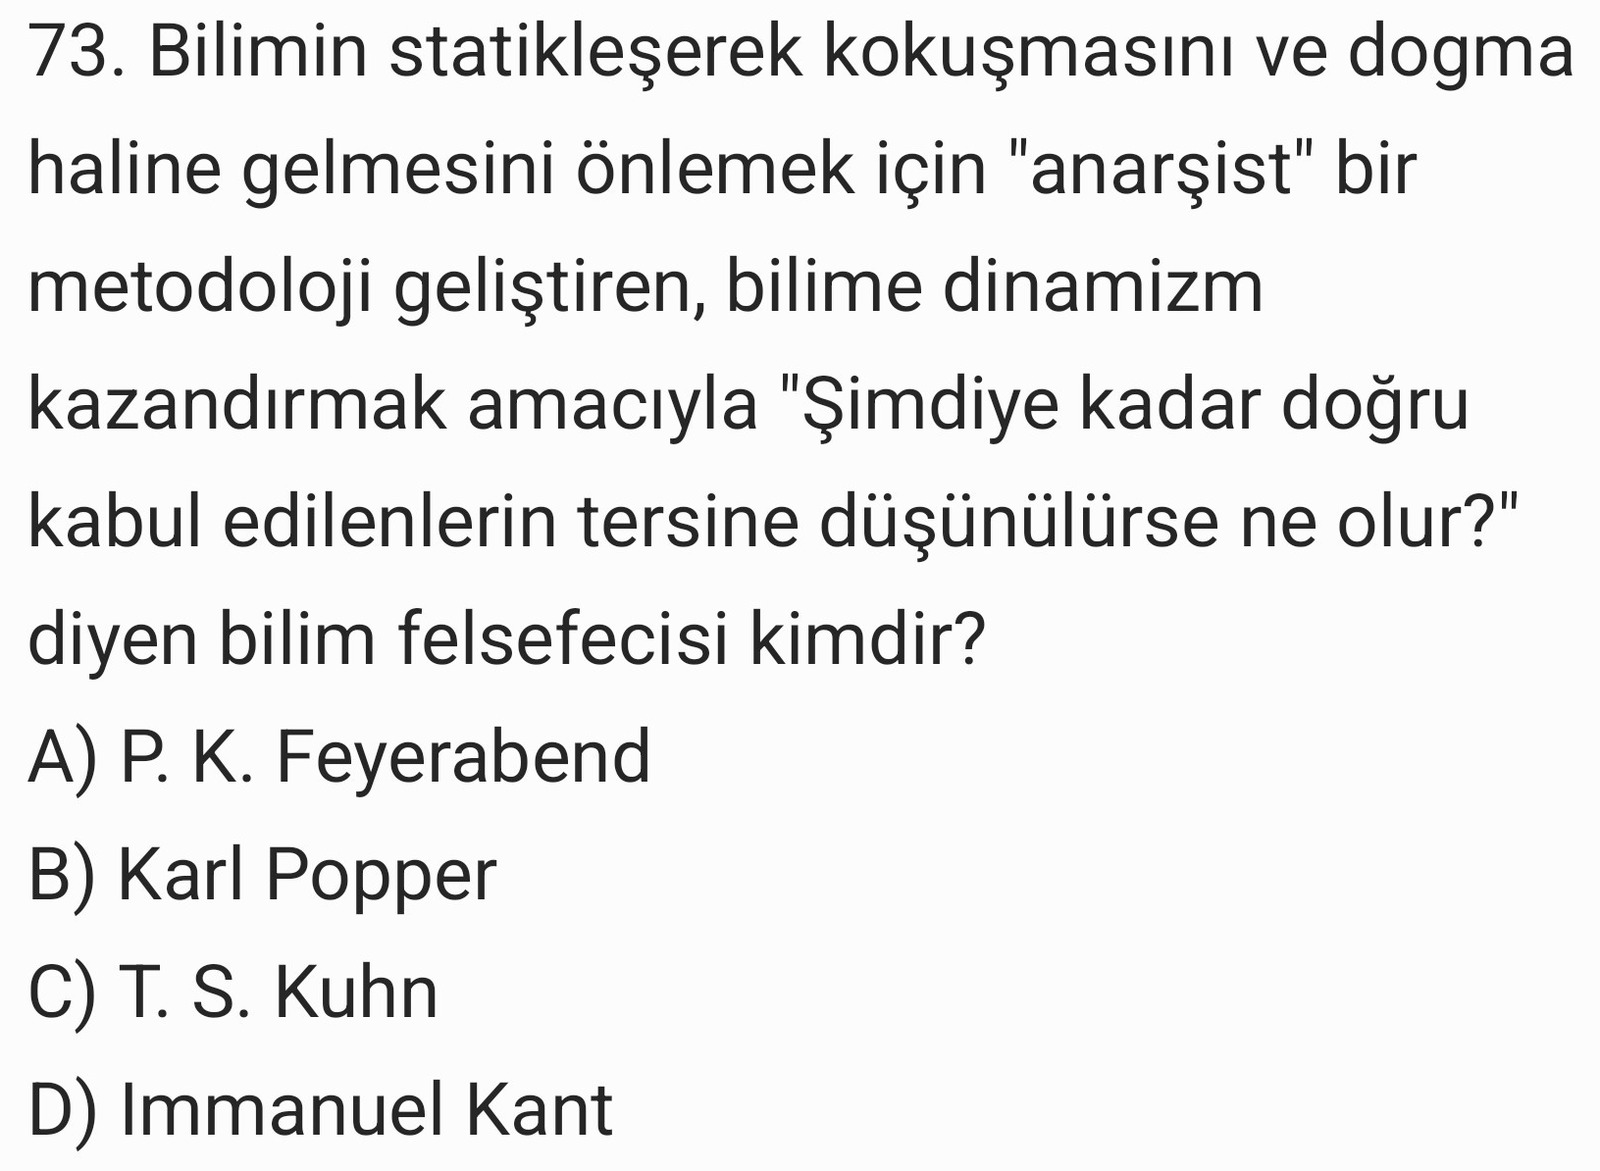 73. Bilimin statikleşerek kokuşmasını ve dogma
haline gelmesini önlemek için "anarşist" bir
metodoloji geliştiren, bilime dinamizm
kazandırmak amacıyla "Şimdiye kadar doğru
kabul edilenlerin tersine düşünülürse ne olur?"
diyen bilim felsefecisi kimdir?
A) P. K. Feyerabend
B) Karl Popper
C) T. S. Kuhn
D) Immanuel Kant